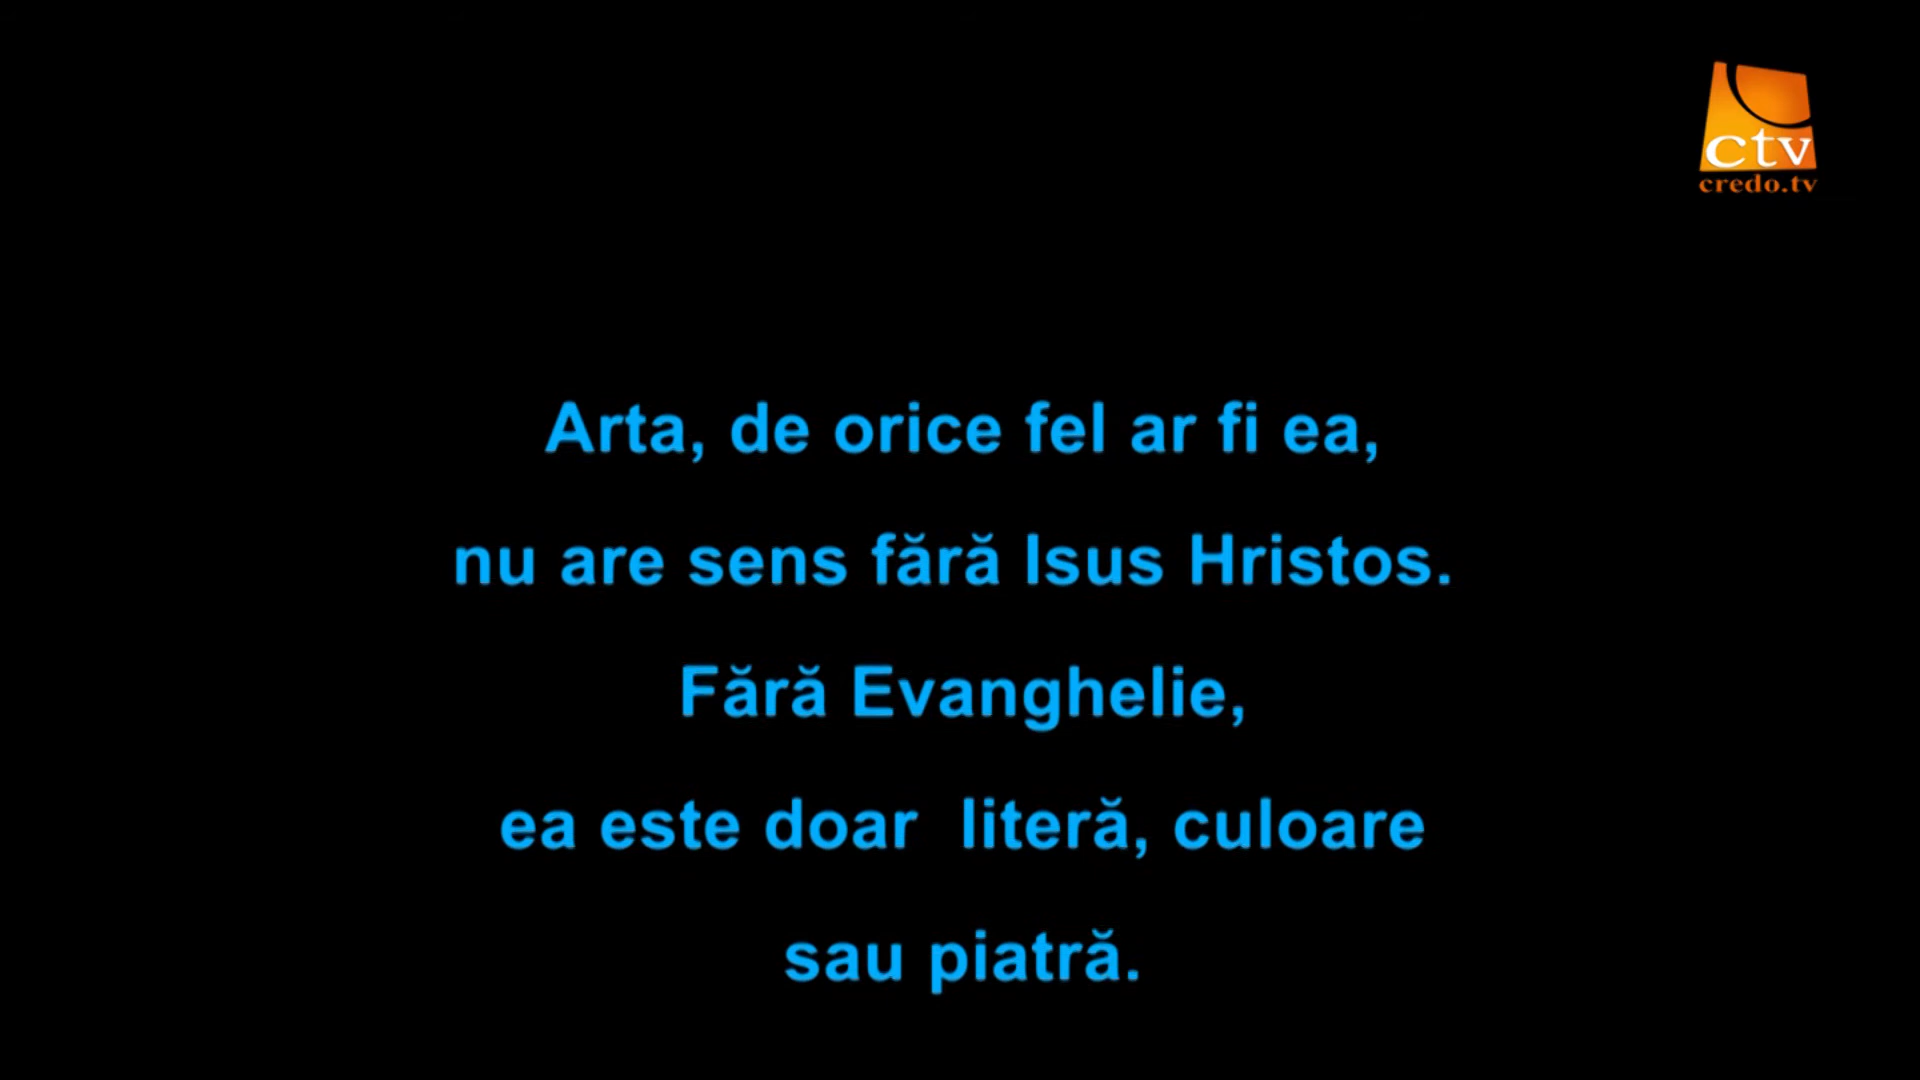 ctv
credo.tv
Arta, de orice fel ar fi ea,
nu are sens fără Isus Hristos.
Fără Evanghelie,
ea este doar  literă, culoare
sau piatră.